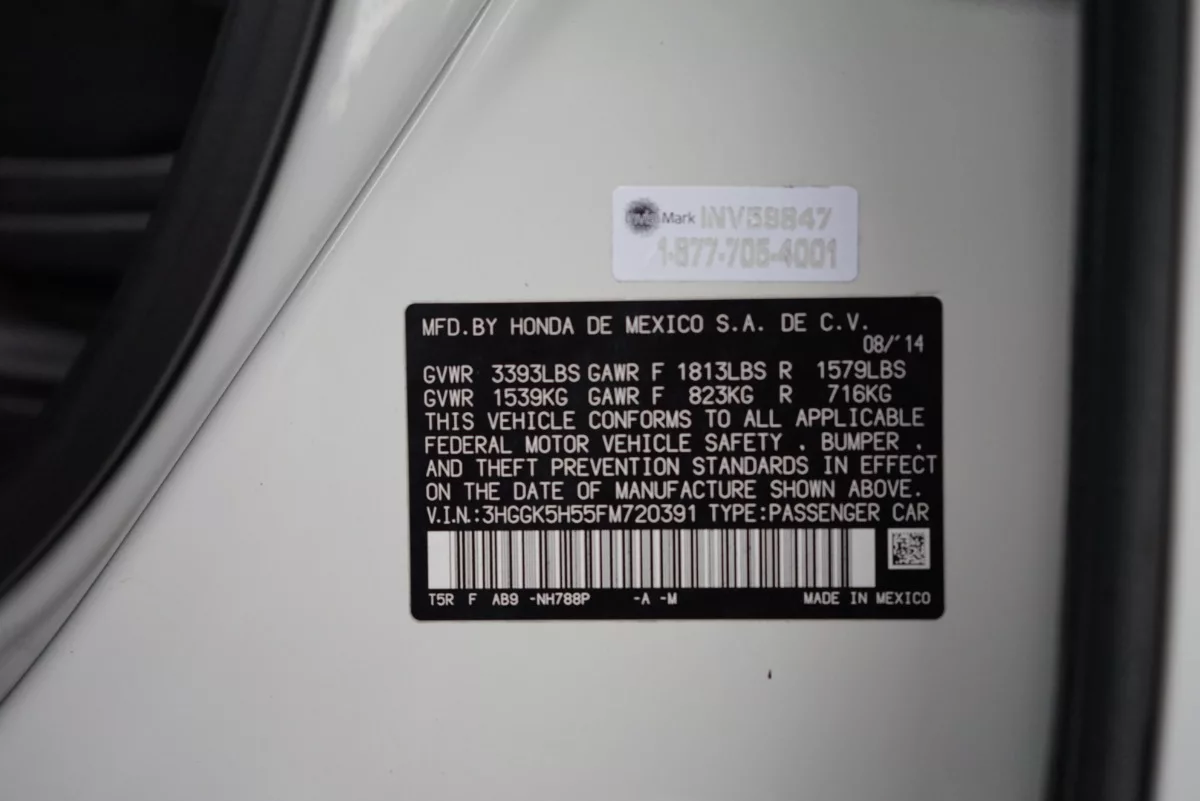 Mark INV59847
1-877-705-4001
MFD.BY HONDA DE MEXICO S.A. DE C.V.
08/'14
GVWR 3393LBS GAWR F 1813LBS R 1579LBS
GVWR 1539KG GAWR F 823KG R 716KG
THIS VEHICLE CONFORMS TO ALL APPLICABLE
FEDERAL MOTOR VEHICLE SAFETY , BUMPER ,
AND THEFT PREVENTION STANDARDS IN EFFECT
ON THE DATE OF MANUFACTURE SHOWN ABOVE.
V.I.N.:3HGGK5H55FM720391 TYPE:PASSENGER CAR
T5R F AB9 -NH788P -A -M MADE IN MEXICO